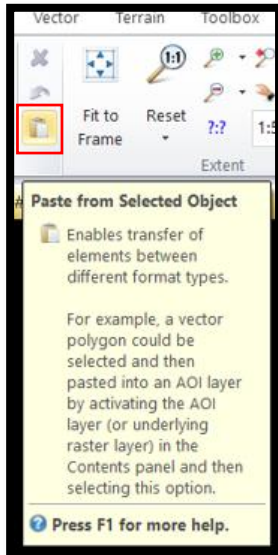 Vector Terrain Toolbox
1:1
Fit to Frame
Reset
?:?
Extent
#
Paste from Selected Object
Enables transfer of
elements between
different format types.
For example, a vector
polygon could be
selected and then
pasted into an AOI layer
by activating the AOI
layer (or underlying
raster layer) in the
Contents panel and then
selecting this option.
Press F1 for more help.